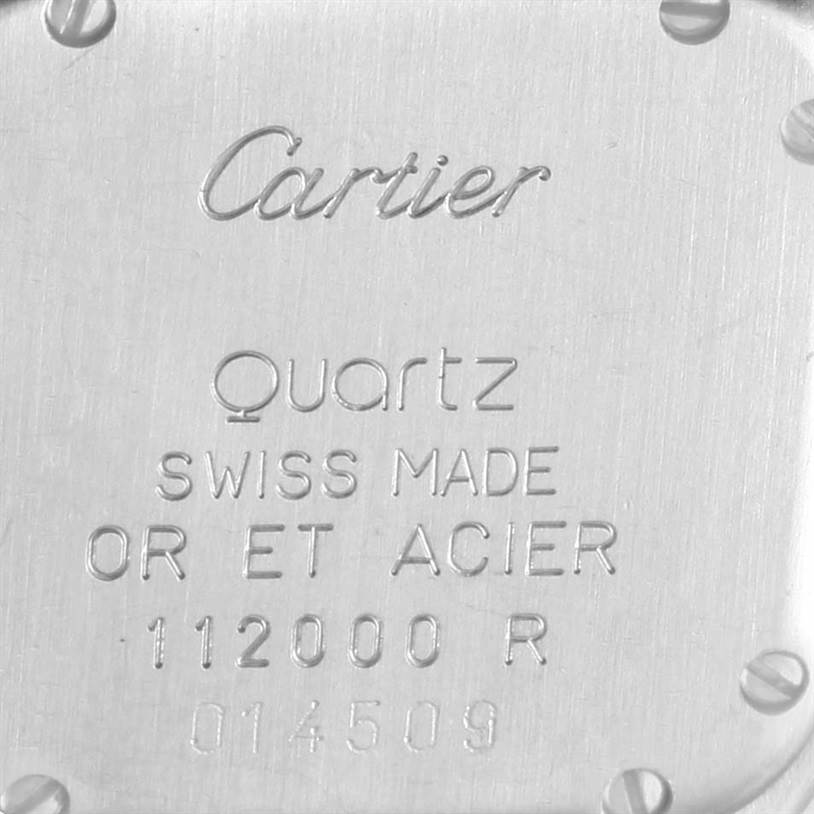 Cartier
Quartz
SWISS MADE
OR ET ACIER
112000 R
014509